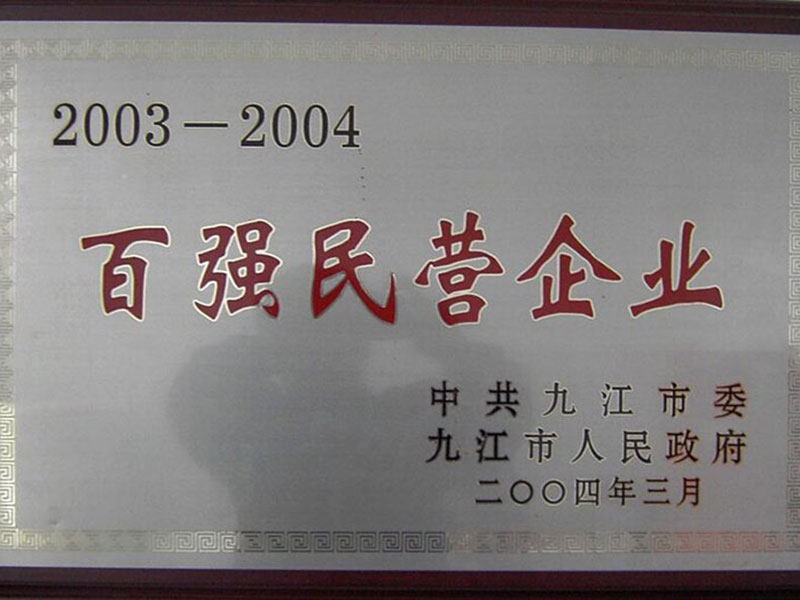 2003－2004
百强民营企业
中共九江市委
九江市人民政府
二〇〇四年三月